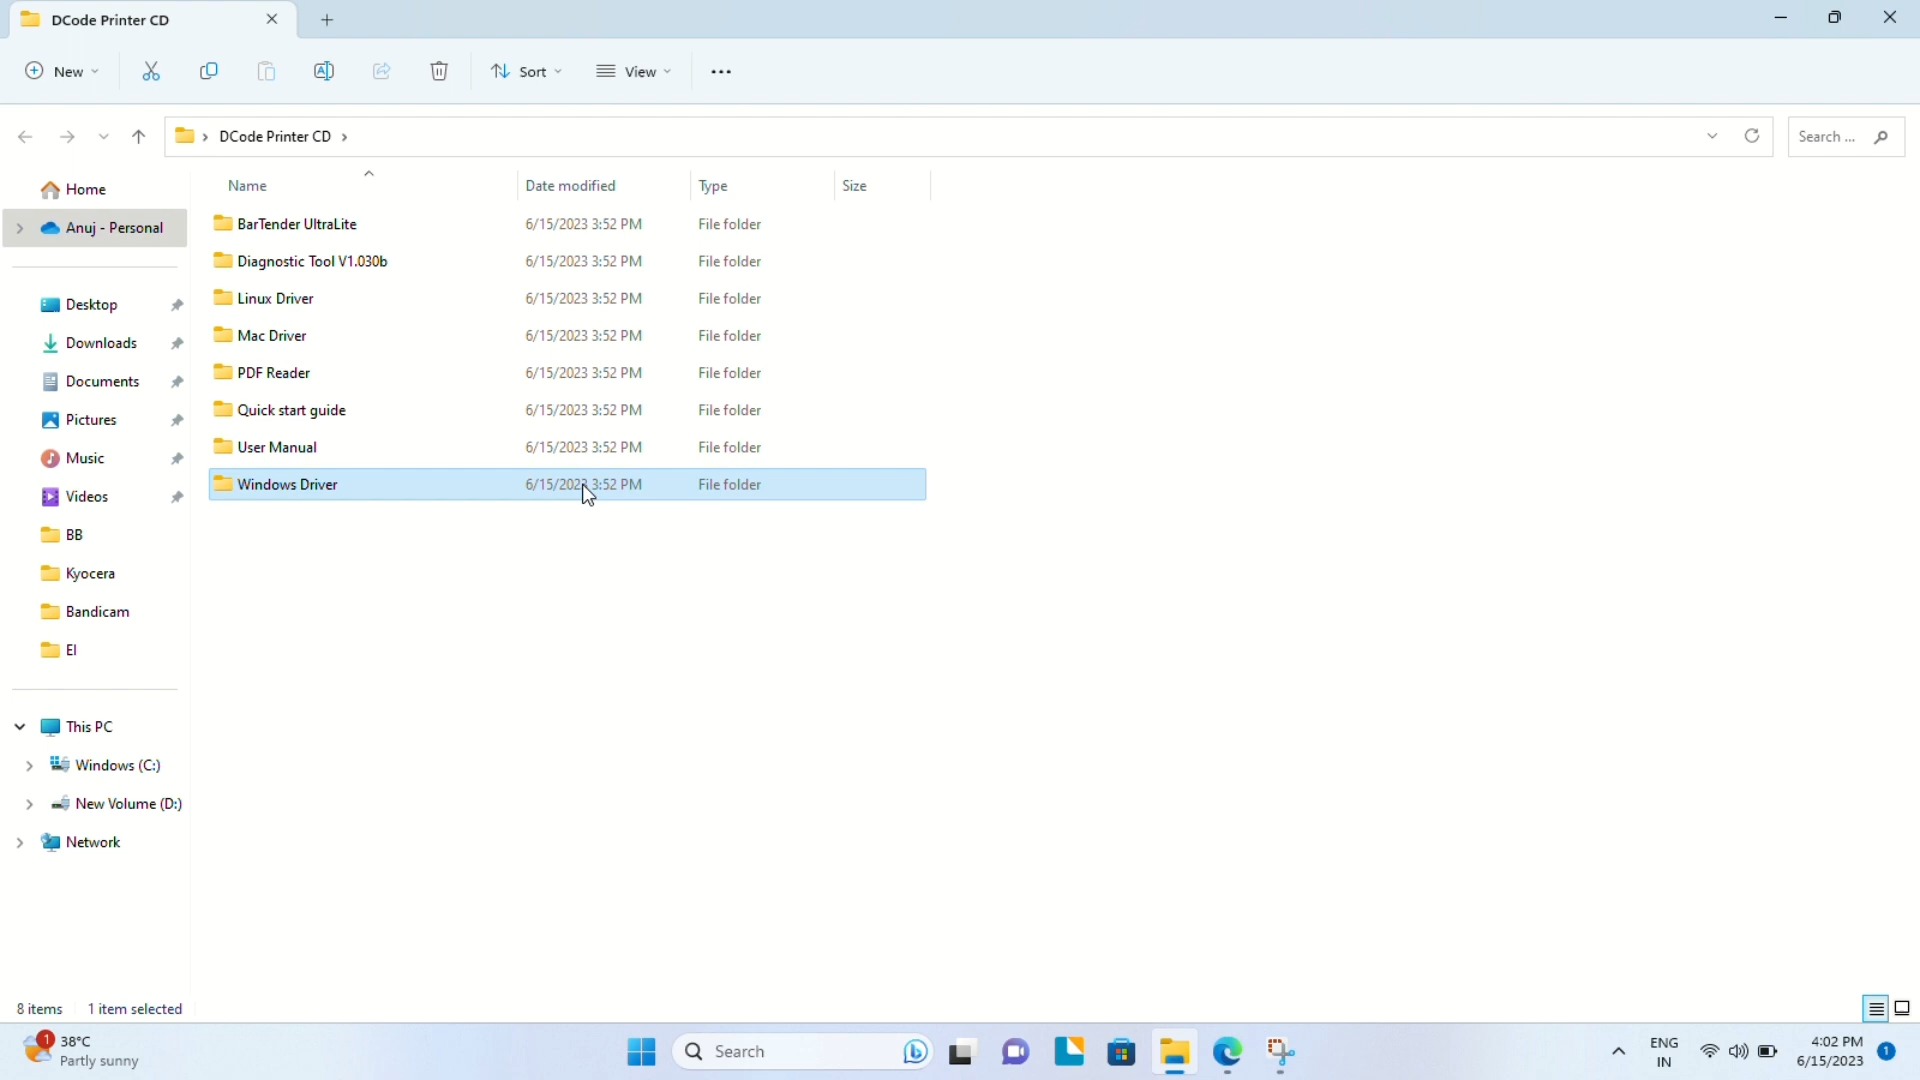 DCode Printer CD
New
Sort
View
DCode Printer CD
Search ...
Home
Anuj - Personal
Desktop
Downloads
Documents
Pictures
Music
Videos
BB
Kyocera
Bandicam
EI
This PC
Windows (C:)
New Volume (D:)
Network
Name Date modified Type Size
BarTender UltraLite 6/15/2023 3:52 PM File folder
Diagnostic Tool V1.030b 6/15/2023 3:52 PM File folder
Linux Driver 6/15/2023 3:52 PM File folder
Mac Driver 6/15/2023 3:52 PM File folder
PDF Reader 6/15/2023 3:52 PM File folder
Quick start guide 6/15/2023 3:52 PM File folder
User Manual 6/15/2023 3:52 PM File folder
Windows Driver 6/15/2023 3:52 PM File folder
8 items 1 item selected
1
38°C
Partly sunny
Search
ENG
IN
4:02 PM
6/15/2023
1